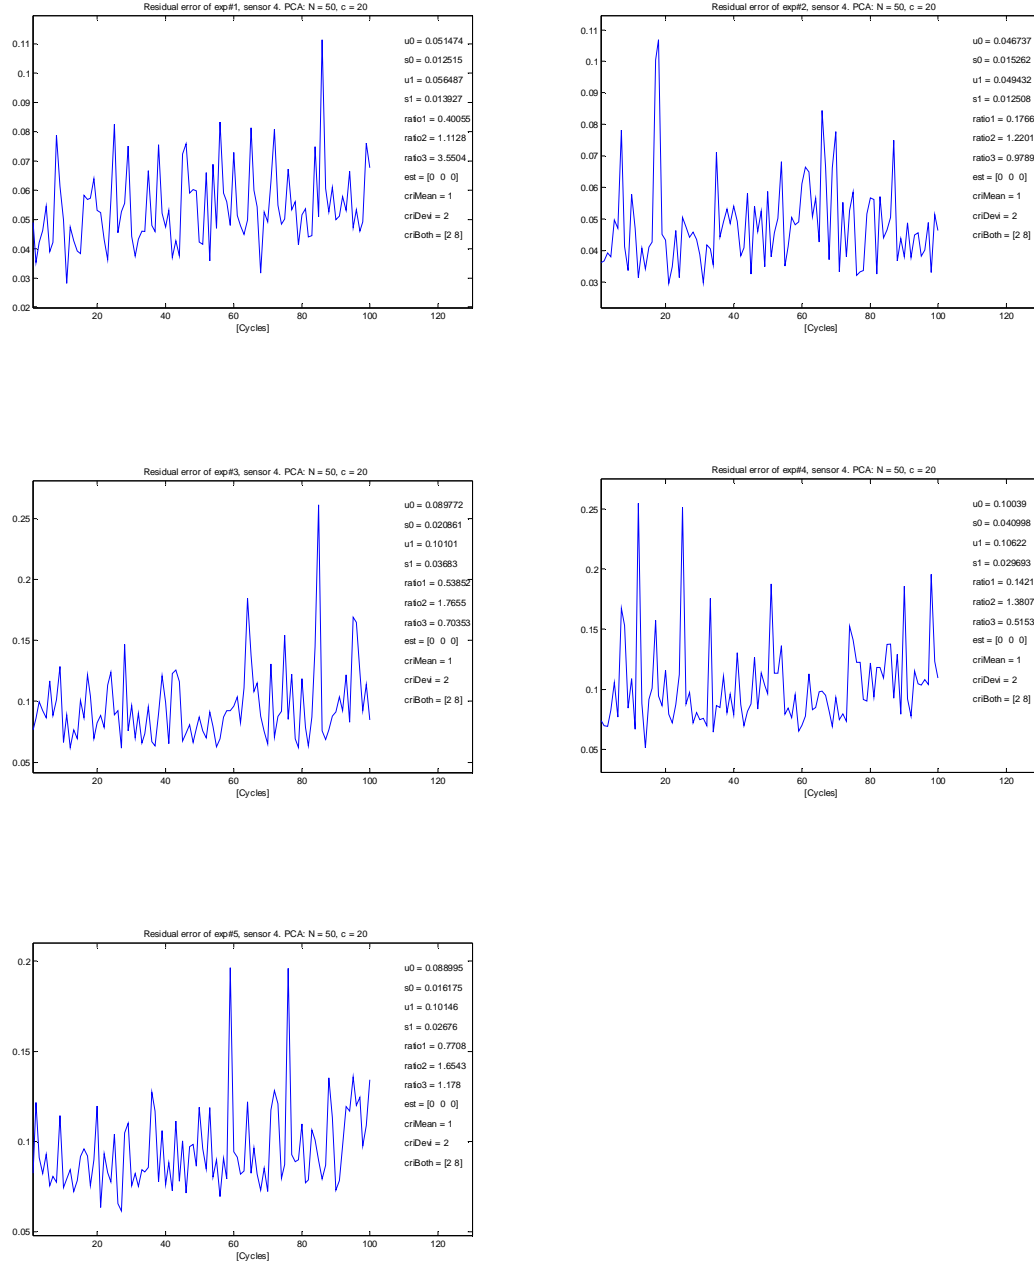 Residual error of exp#1, sensor 4. PCA: N = 50, c = 20
0.11
0.1
0.09
0.08
0.07
0.06
0.05
0.04
0.03
0.02
20 40 60 80 100 120
[Cycles]
u0 = 0.051474
s0 = 0.012515
u1 = 0.056487
s1 = 0.013927
ratio1 = 0.40055
ratio2 = 1.1128
ratio3 = 3.5504
est = [0 0 0]
criMean = 1
criDevi = 2
criBoth = [2 8]
Residual error of exp#2, sensor 4. PCA: N = 50, c = 20
0.11
0.1
0.09
0.08
0.07
0.06
0.05
0.04
0.03
20 40 60 80 100 120
[Cycles]
u0 = 0.046737
s0 = 0.015262
u1 = 0.049432
s1 = 0.012508
ratio1 = 0.1766
ratio2 = 1.2201
ratio3 = 0.9789
est = [0 0 0]
criMean = 1
criDevi = 2
criBoth = [2 8]
Residual error of exp#3, sensor 4. PCA: N = 50, c = 20
0.25
0.2
0.15
0.1
0.05
20 40 60 80 100 120
[Cycles]
u0 = 0.089772
s0 = 0.020861
u1 = 0.10101
s1 = 0.03683
ratio1 = 0.53852
ratio2 = 1.7655
ratio3 = 0.70353
est = [0 0 0]
criMean = 1
criDevi = 2
criBoth = [2 8]
Residual error of exp#4, sensor 4. PCA: N = 50, c = 20
0.25
0.2
0.15
0.1
0.05
20 40 60 80 100 120
[Cycles]
u0 = 0.10039
s0 = 0.040998
u1 = 0.10622
s1 = 0.029693
ratio1 = 0.1421
ratio2 = 1.3807
ratio3 = 0.5153
est = [0 0 0]
criMean = 1
criDevi = 2
criBoth = [2 8]
Residual error of exp#5, sensor 4. PCA: N = 50, c = 20
0.2
0.15
0.1
0.05
20 40 60 80 100 120
[Cycles]
u0 = 0.088995
s0 = 0.016175
u1 = 0.10146
s1 = 0.02676
ratio1 = 0.7708
ratio2 = 1.6543
ratio3 = 1.178
est = [0 0 0]
criMean = 1
criDevi = 2
criBoth = [2 8]